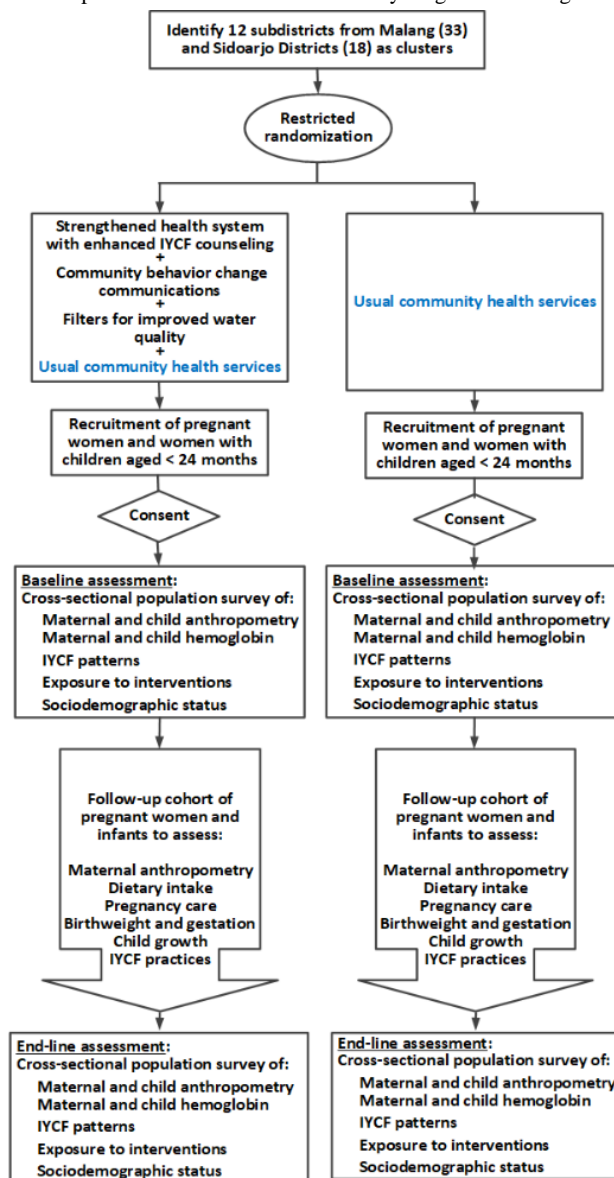 Identify 12 subdistricts from Malang (33)
and Sidoarjo Districts (18) as clusters
Restricted
randomization
Strengthened health system
with enhanced IYCF counseling
+
Community behavior change
communications
+
Filters for improved water
quality
+
Usual community health services
Usual community health services
Recruitment of pregnant
women and women with
children aged < 24 months
Recruitment of pregnant
women and women with
children aged < 24 months
Consent
Consent
Baseline assessment:
Cross-sectional population survey of:
Maternal and child anthropometry
Maternal and child hemoglobin
IYCF patterns
Exposure to interventions
Sociodemographic status
Baseline assessment:
Cross-sectional population survey of:
Maternal and child anthropometry
Maternal and child hemoglobin
IYCF patterns
Exposure to interventions
Sociodemographic status
Follow-up cohort of
pregnant women and
infants to assess:
Maternal anthropometry
Dietary intake
Pregnancy care
Birthweight and gestation
Child growth
IYCF practices
Follow-up cohort of
pregnant women and
infants to assess:
Maternal anthropometry
Dietary intake
Pregnancy care
Birthweight and gestation
Child growth
IYCF practices
End-line assessment:
Cross-sectional population survey of:
Maternal and child anthropometry
Maternal and child hemoglobin
IYCF patterns
Exposure to interventions
Sociodemographic status
End-line assessment:
Cross-sectional population survey of:
Maternal and child anthropometry
Maternal and child hemoglobin
IYCF patterns
Exposure to interventions
Sociodemographic status